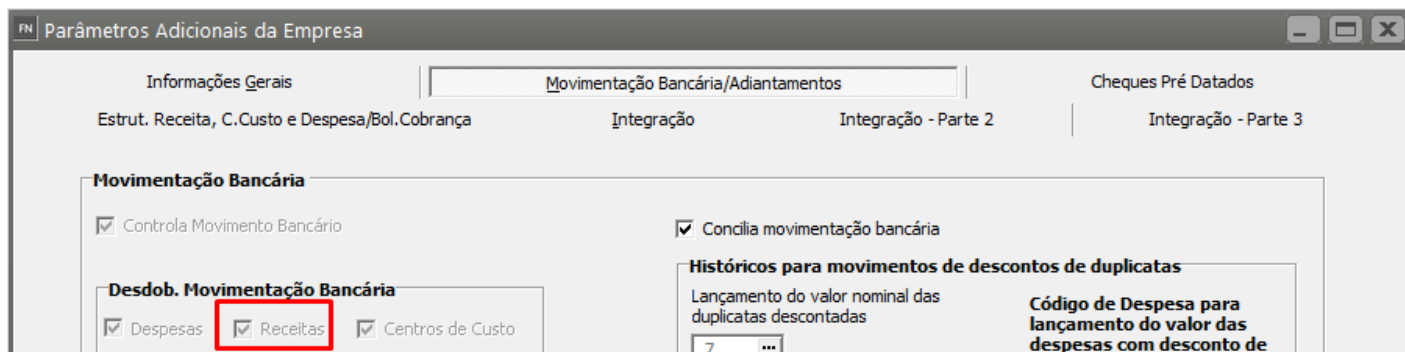 FN Parâmetros Adicionais da Empresa
Informações Gerais
Movimentação Bancária/Adiantamentos
Cheques Pré Datados
Estrut. Receita, C.Custo e Despesa/Bol.Cobrança
Integração
Integração - Parte 2
Integração - Parte 3
Movimentação Bancária
Controla Movimento Bancário
Concilia movimentação bancária
Desdob. Movimentação Bancária
Despesas
Receitas
Centros de Custo
Históricos para movimentos de descontos de duplicatas
Lançamento do valor nominal das
duplicatas descontadas
7
...
Código de Despesa para
lançamento do valor das
despesas com desconto de